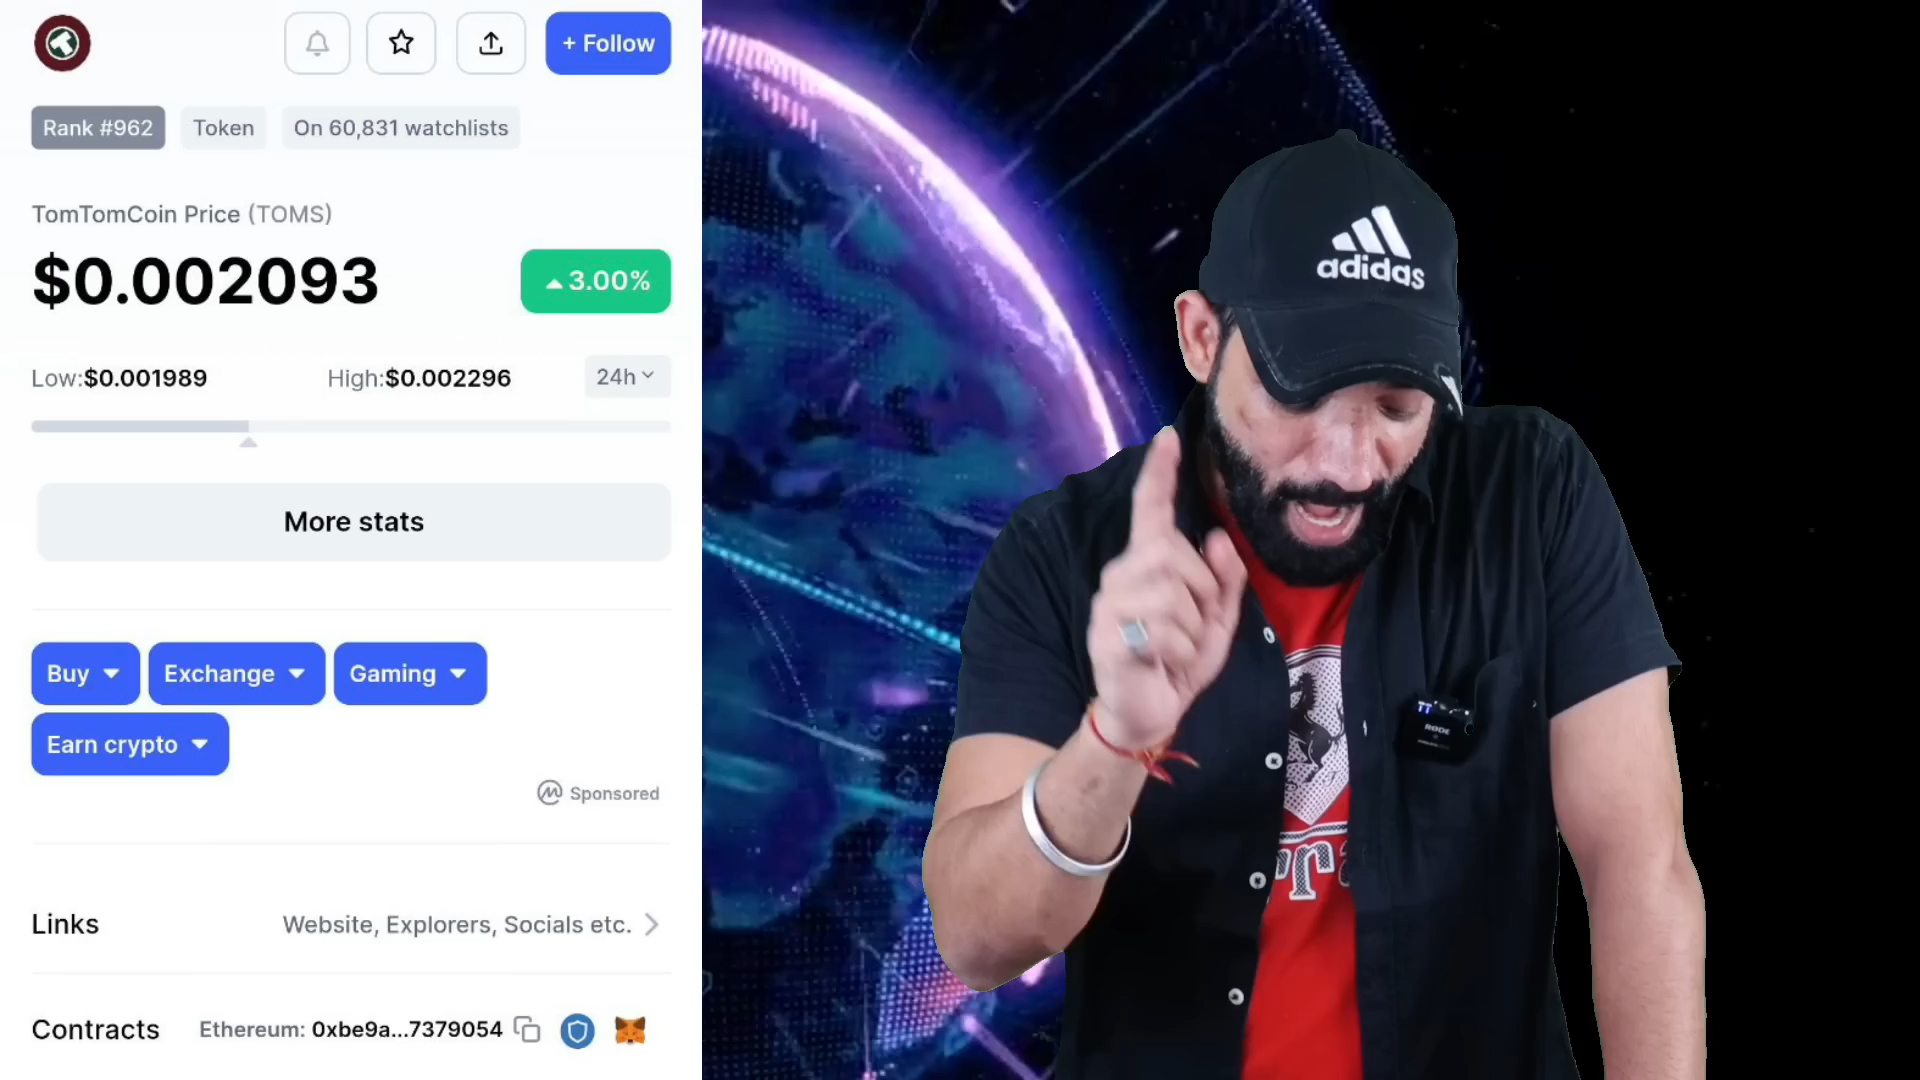 + Follow
Rank #962
Token
On 60,831 watchlists
TomTomCoin Price (TOMS)
$0.002093
3.00%
Low:$0.001989
High:$0.002296
24h
More stats
Buy
Exchange
Gaming
Earn crypto
Sponsored
Links
Website, Explorers, Socials etc.
Contracts
Ethereum: 0xbe9a...7379054
adidas
RØDE